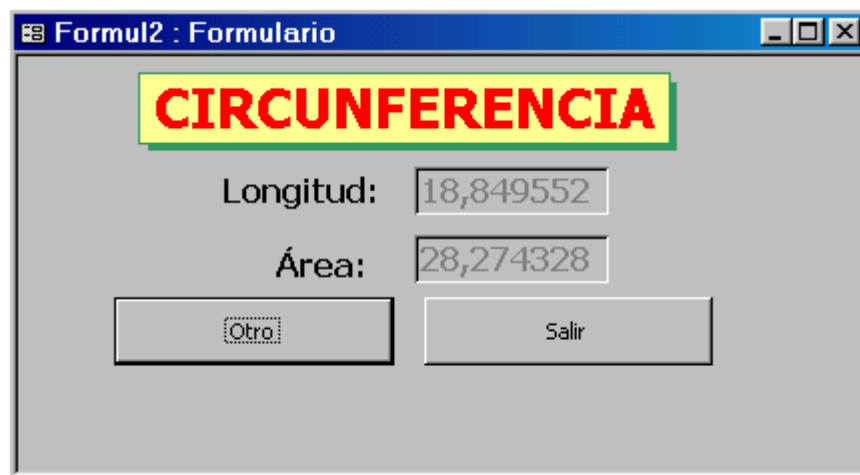 Formul2 : Formulario
CIRCUNFERENCIA
Longitud: 18,849552
Área: 28,274328
Otro Salir